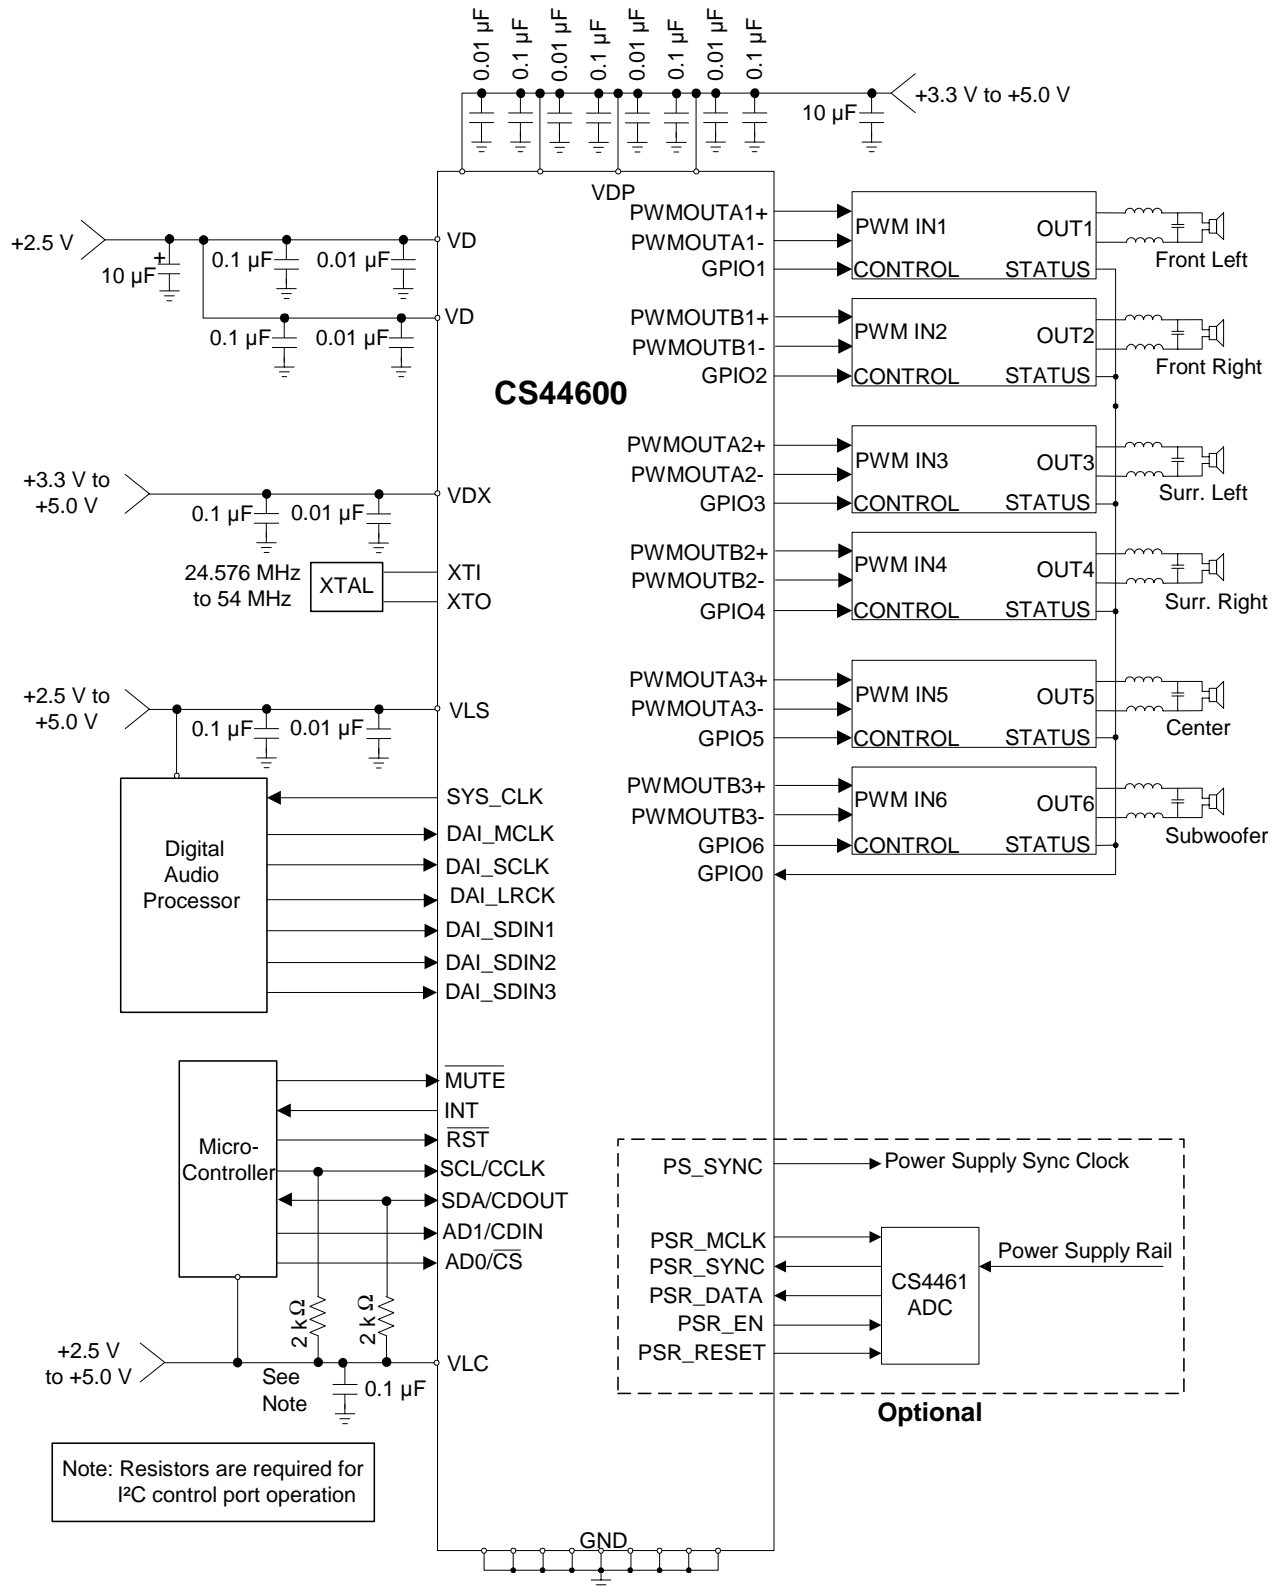 0.01 µF
0.1 µF
0.01 µF
0.1 µF
0.01 µF
0.1 µF
0.01 µF
0.1 µF
10 µF
+3.3 V to +5.0 V
VDP
+2.5 V
10 µF
+
0.1 µF
0.01 µF
VD
0.1 µF
0.01 µF
VD
CS44600
+3.3 V to
+5.0 V
0.1 µF
0.01 µF
VDX
24.576 MHz
to 54 MHz
XTAL
XTI
XTO
+2.5 V to
+5.0 V
0.1 µF
0.01 µF
VLS
Digital
Audio
Processor
SYS_CLK
DAI_MCLK
DAI_SCLK
DAI_LRCK
DAI_SDIN1
DAI_SDIN2
DAI_SDIN3
Micro-
Controller
MUTE
INT
RST
SCL/CCLK
SDA/CDOUT
AD1/CDIN
AD0/CS
2 kΩ
2 kΩ
+2.5 V
to +5.0 V
See
Note
0.1 µF
VLC
Note: Resistors are required for
I²C control port operation
GND
PWMOUTA1+
PWMOUTA1-
GPIO1
PWM IN1
CONTROL
OUT1
STATUS
Front Left
PWMOUTB1+
PWMOUTB1-
GPIO2
PWM IN2
CONTROL
OUT2
STATUS
Front Right
PWMOUTA2+
PWMOUTA2-
GPIO3
PWM IN3
CONTROL
OUT3
STATUS
Surr. Left
PWMOUTB2+
PWMOUTB2-
GPIO4
PWM IN4
CONTROL
OUT4
STATUS
Surr. Right
PWMOUTA3+
PWMOUTA3-
GPIO5
PWM IN5
CONTROL
OUT5
STATUS
Center
PWMOUTB3+
PWMOUTB3-
GPIO6
PWM IN6
CONTROL
OUT6
STATUS
Subwoofer
GPIO0
PS_SYNC
Power Supply Sync Clock
PSR_MCLK
PSR_SYNC
PSR_DATA
PSR_EN
PSR_RESET
CS4461
ADC
Power Supply Rail
Optional